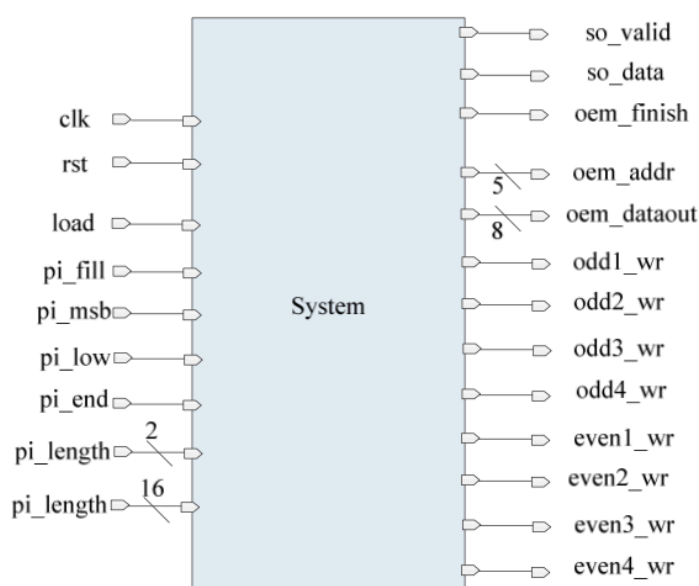 clk
rst
load
pi_fill
pi_msb
pi_low
pi_end
pi_length
2
pi_length
16
System
so_valid
so_data
oem_finish
oem_addr
5
oem_dataout
8
odd1_wr
odd2_wr
odd3_wr
odd4_wr
even1_wr
even2_wr
even3_wr
even4_wr